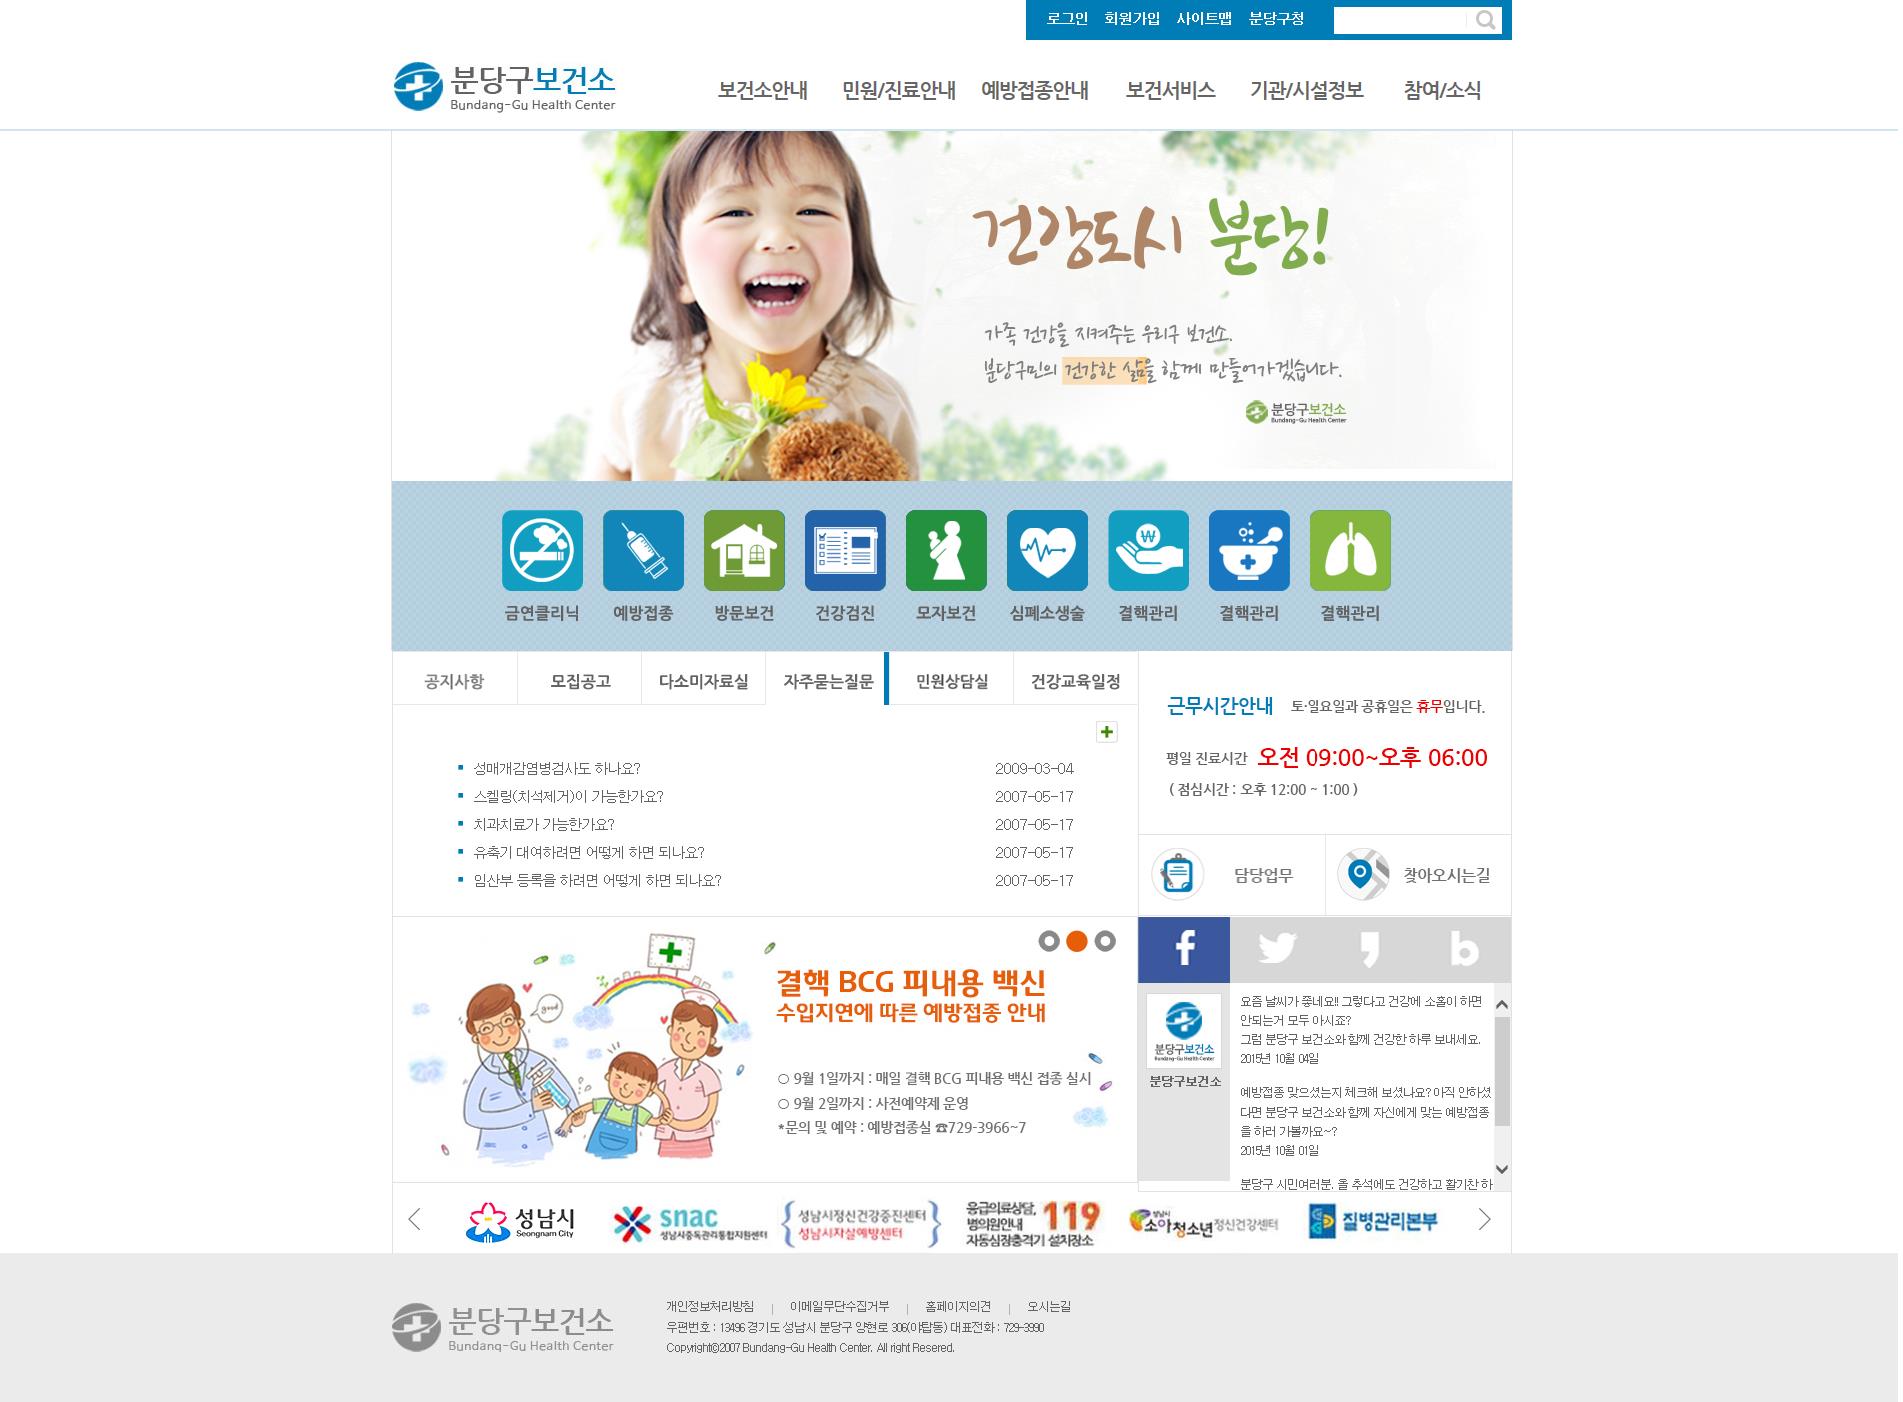 로그인 회원가입 사이트맵 분당구청
분당구보건소
Bundang-Gu Health Center
보건소안내 민원/진료안내 예방접종안내 보건서비스 기관/시설정보 참여/소식
건강도시 분당!
가족 건강을 지켜주는 우리구 보건소.
분당구민의 건강한 삶을 함께 만들어가겠습니다.
분당구보건소
Bundang-Gu Health Center
금연클리닉 예방접종 방문보건 건강검진 모자보건 심폐소생술 결핵관리 결핵관리 결핵관리
공지사항 모집공고 다소미자료실 자주묻는질문 민원상담실 건강교육일정
성매개감염병검사도 하나요? 2009-03-04
스켈링(치석제거)이 가능한가요? 2007-05-17
치과치료가 가능한가요? 2007-05-17
유축기 대여하려면 어떻게 하면 되나요? 2007-05-17
임산부 등록을 하려면 어떻게 하면 되나요? 2007-05-17
근무시간안내 토·일요일과 공휴일은 휴무입니다.
평일 진료시간 오전 09:00~오후 06:00
( 점심시간 : 오후 12:00 ~ 1:00 )
담당업무 찾아오시는길
good
결핵 BCG 피내용 백신
수입지연에 따른 예방접종 안내
○ 9월 1일까지 : 매일 결핵 BCG 피내용 백신 접종 실시
○ 9월 2일까지 : 사전예약제 운영
*문의 및 예약 : 예방접종실 ☎729-3966~7
분당구보건소
Bundang-Gu Health Center
분당구보건소
요즘 날씨가 좋네요!! 그렇다고 건강에 소홀이 하면
안되는거 모두 아시죠?
그럼 분당구 보건소와 함께 건강한 하루 보내세요.
2015년 10월 04일
예방접종 맞으셨는지 체크해 보셨나요? 아직 안하셨
다면 분당구 보건소와 함께 자신에게 맞는 예방접종
을 하러 가볼까요~?
2015년 10월 01일
분당구 시민여러분. 올 추석에도 건강하고 활기찬 하
성남시
Seongnam City
snac
성남시중독관리통합지원센터
성남시정신건강증진센터
성남시자살예방센터
응급의료상담,
병의원안내 119
자동심장충격기 설치장소
성남시
소아청소년정신건강센터
질병관리본부
분당구보건소
Bundang-Gu Health Center
개인정보처리방침 | 이메일무단수집거부 | 홈페이지의견 | 오시는길
우편번호 : 13496 경기도 성남시 분당구 양현로 306(야탑동) 대표전화 : 729-3990
Copyright©2007 Bundang-Gu Health Center. All right Resered.